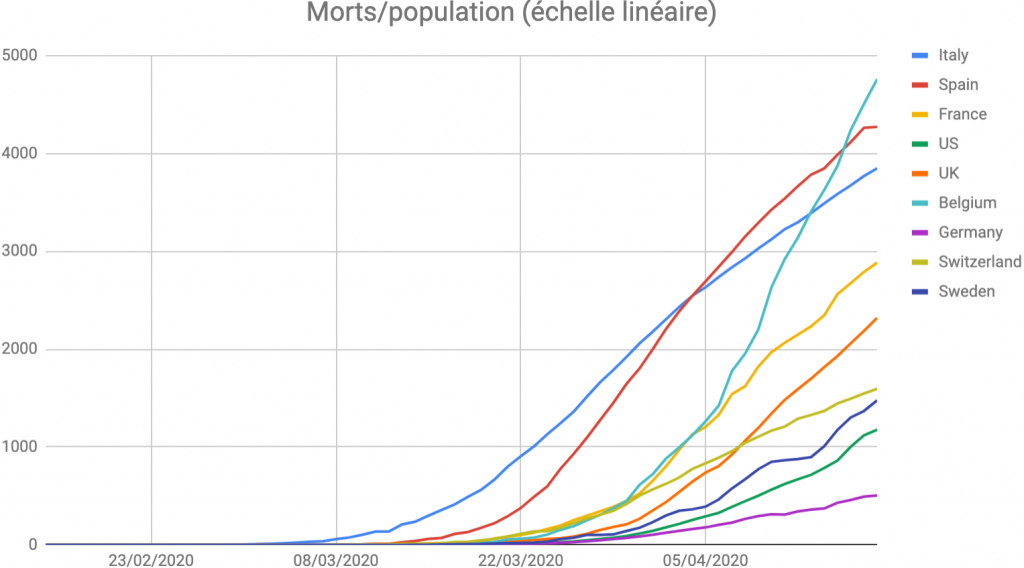 Morts/population (échelle linéaire)
5000
4000
3000
2000
1000
0
23/02/2020
08/03/2020
22/03/2020
05/04/2020
Italy
Spain
France
US
UK
Belgium
Germany
Switzerland
Sweden